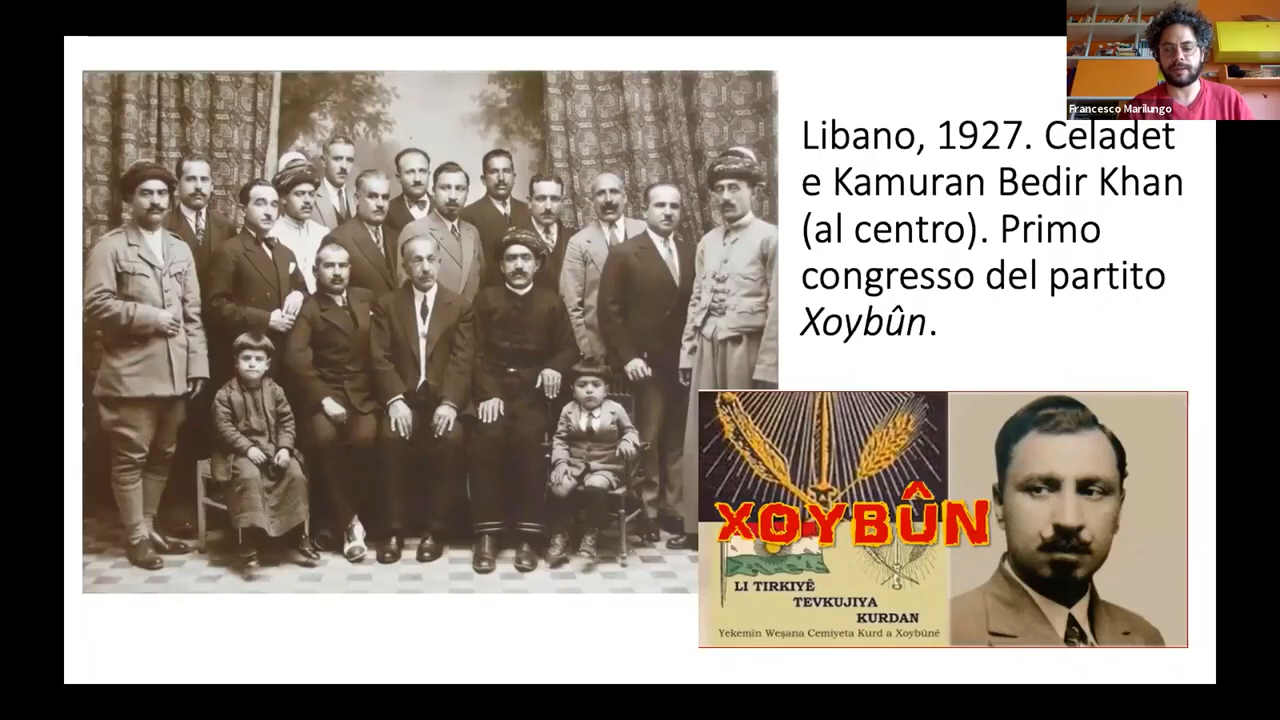 Francesco Marilungo
Libano, 1927. Celadet
e Kamuran Bedir Khan
(al centro). Primo
congresso del partito
Xoybûn.
XOYBÛN
LI TIRKIYÊ
TEVKUJIYA
KURDAN
Yekemîn Weşana Cemiyeta Kurd a Xoybûnê